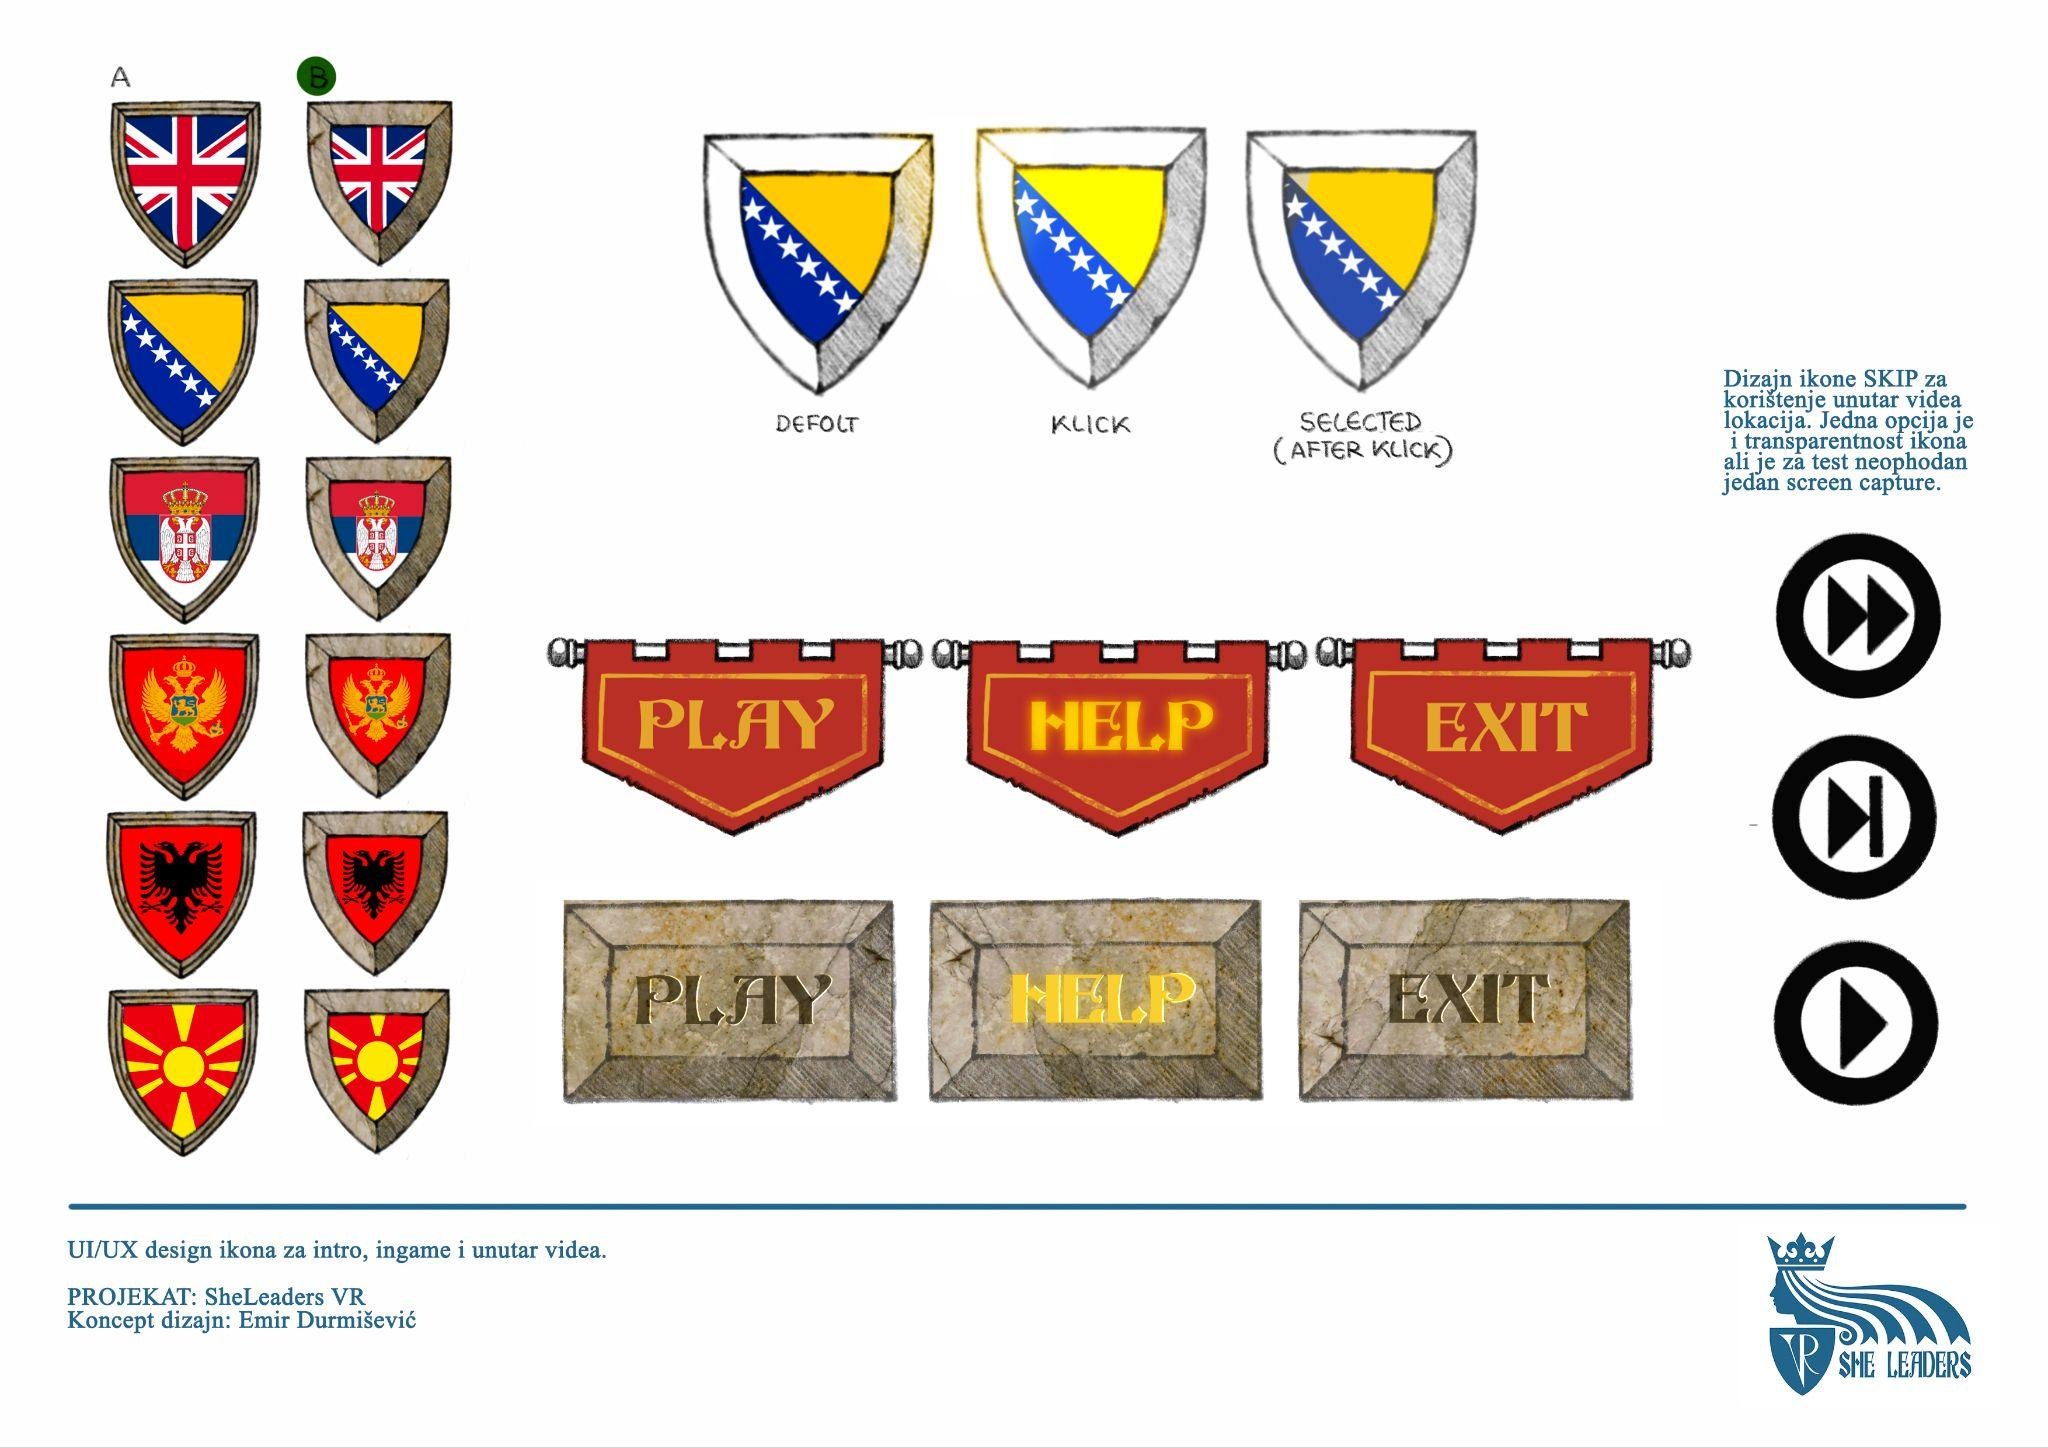 A
B
DEFOLT
KLICK
SELECTED
(AFTER KLICK)
Dizajn ikone SKIP za
korištenje unutar videa
lokacija. Jedna opcija je
i transparentnost ikona
ali je za test neophodan
jedan screen capture.
PLAY
HELP
EXIT
PLAY
HELP
EXIT
UI/UX design ikona za intro, ingame i unutar videa.
PROJEKAT: SheLeaders VR
Koncept dizajn: Emir Durmišević
VR
SHE LEADERS